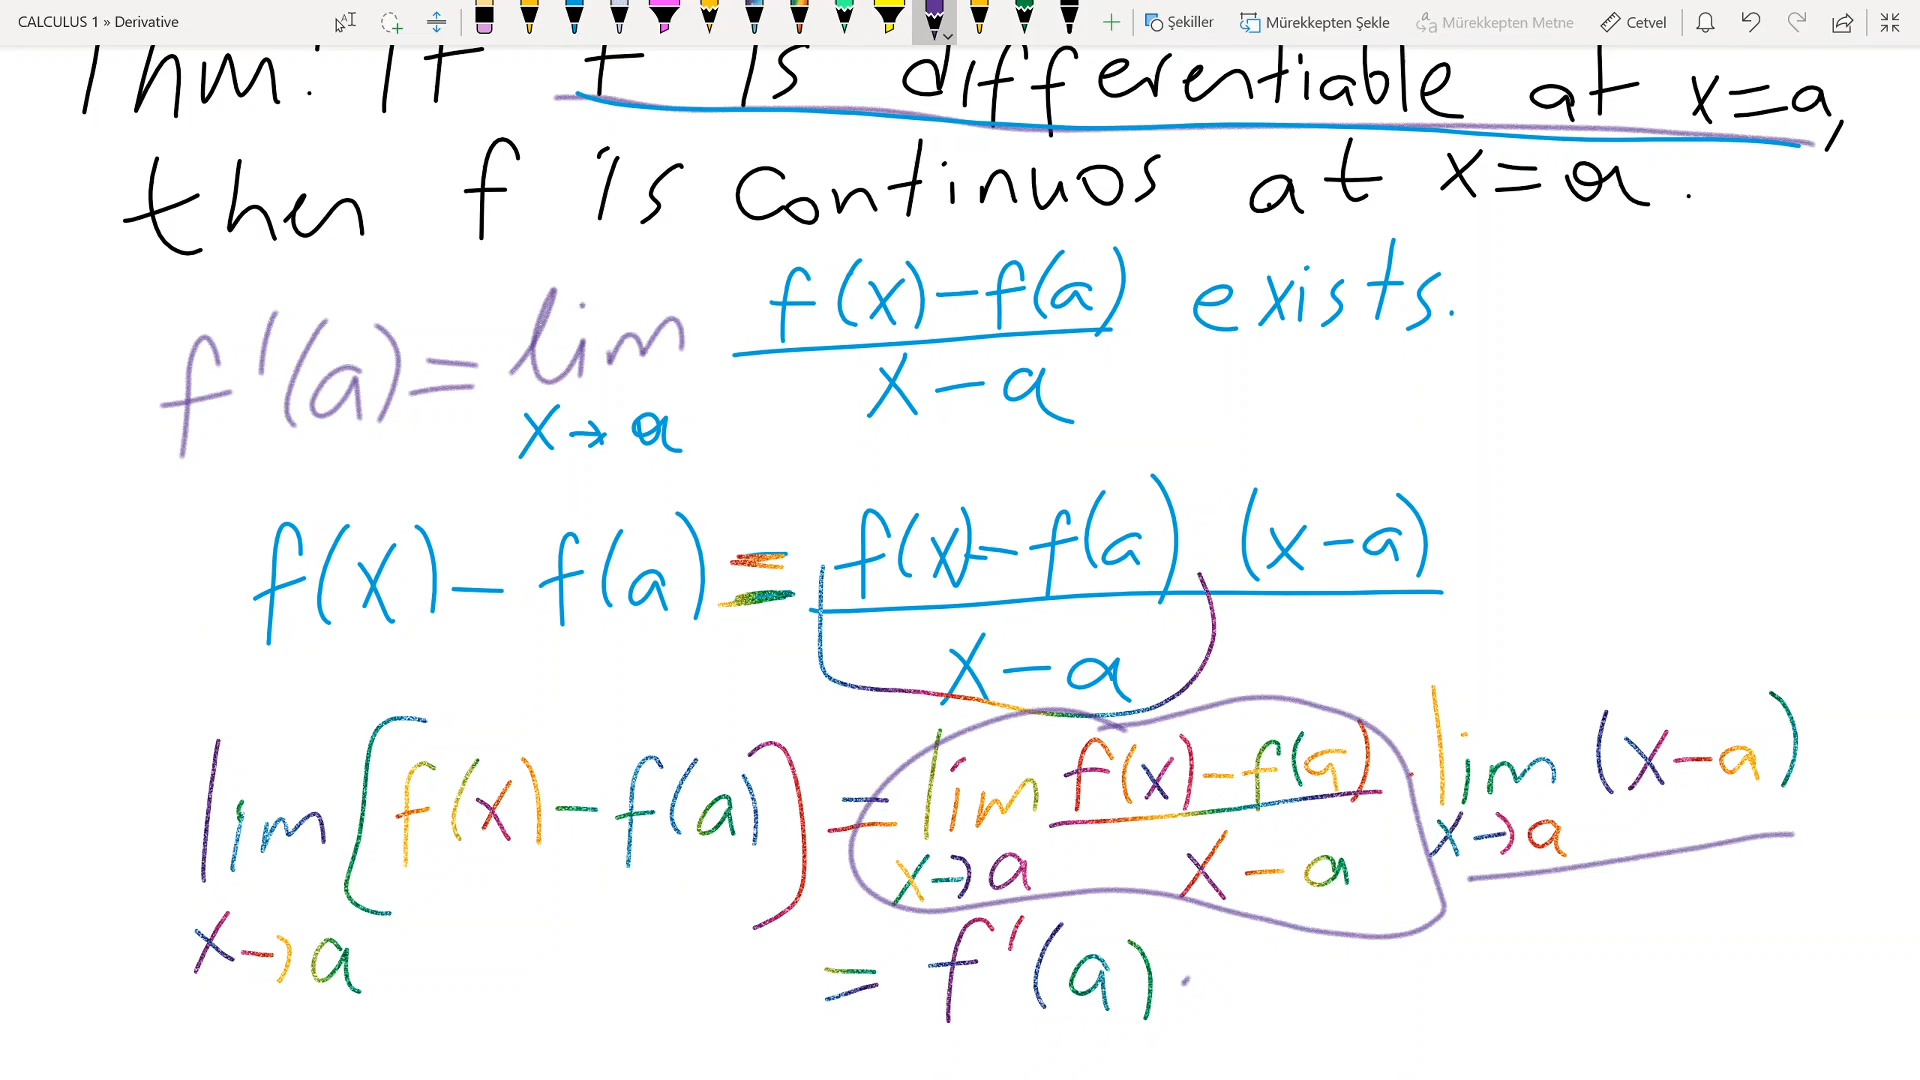 CALCULUS 1 » Derivative Şekiller Mürekkepten Şekle Mürekkepten Metne Cetvel
Thm: If f is differentiable at x=a,
then f is continuos at x=a.
f'(a) = lim x→a (f(x)-f(a))/(x-a) exists.
f(x)-f(a) = (f(x)-f(a) (x-a))/(x-a)
lim x→a [f(x)-f(a)] = lim x→a (f(x)-f(a))/(x-a) · lim x→a (x-a)
= f'(a) ·